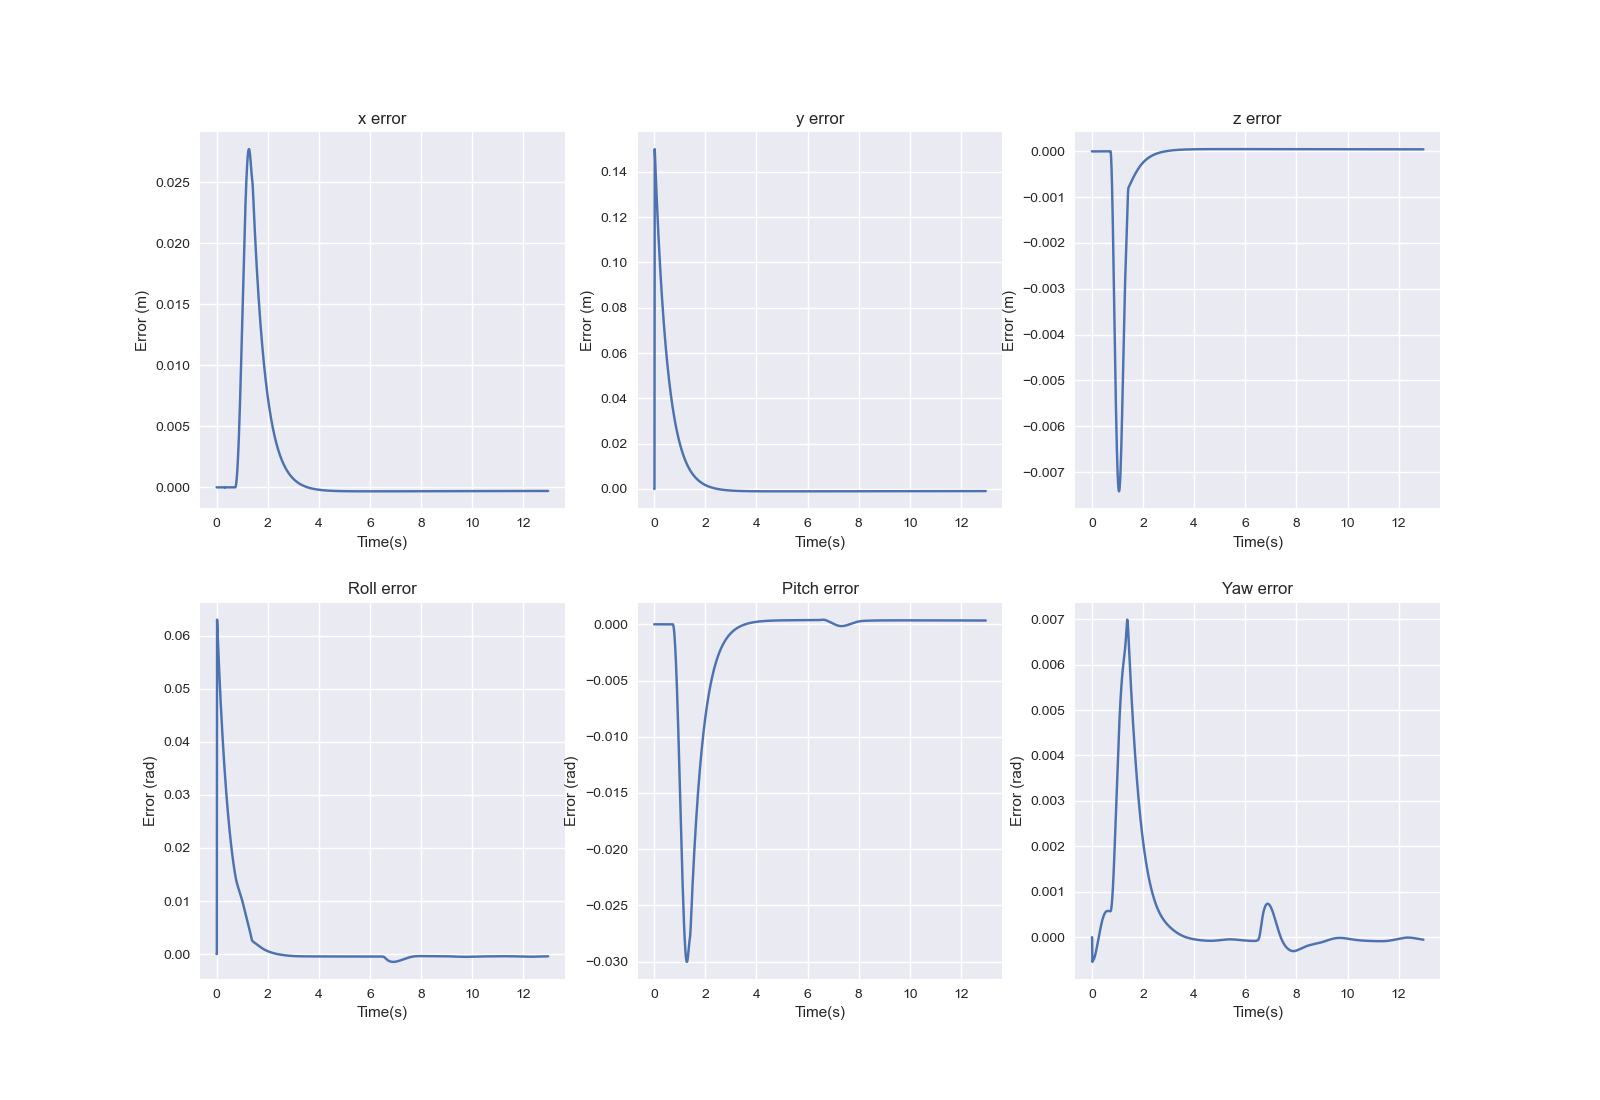 x error
y error
z error
0.025
0.020
0.015
0.010
0.005
0.000
Error (m)
0 2 4 6 8 10 12
Time(s)
0.14
0.12
0.10
0.08
0.06
0.04
0.02
0.00
Error (m)
0 2 4 6 8 10 12
Time(s)
0.000
−0.001
−0.002
−0.003
−0.004
−0.005
−0.006
−0.007
Error (m)
0 2 4 6 8 10 12
Time(s)
Roll error
Pitch error
Yaw error
0.06
0.05
0.04
0.03
0.02
0.01
0.00
Error (rad)
0 2 4 6 8 10 12
Time(s)
0.000
−0.005
−0.010
−0.015
−0.020
−0.025
−0.030
Error (rad)
0 2 4 6 8 10 12
Time(s)
0.007
0.006
0.005
0.004
0.003
0.002
0.001
0.000
Error (rad)
0 2 4 6 8 10 12
Time(s)